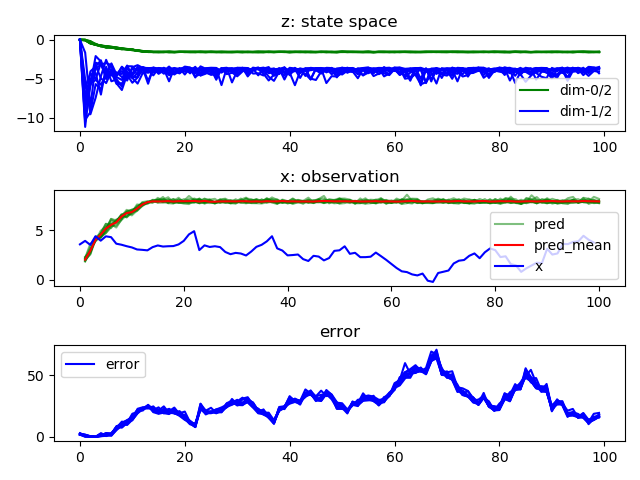 z: state space
0
−5
−10
dim-0/2
dim-1/2
0 20 40 60 80 100
x: observation
5
0
pred
pred_mean
x
0 20 40 60 80 100
error
50
0
error
0 20 40 60 80 100